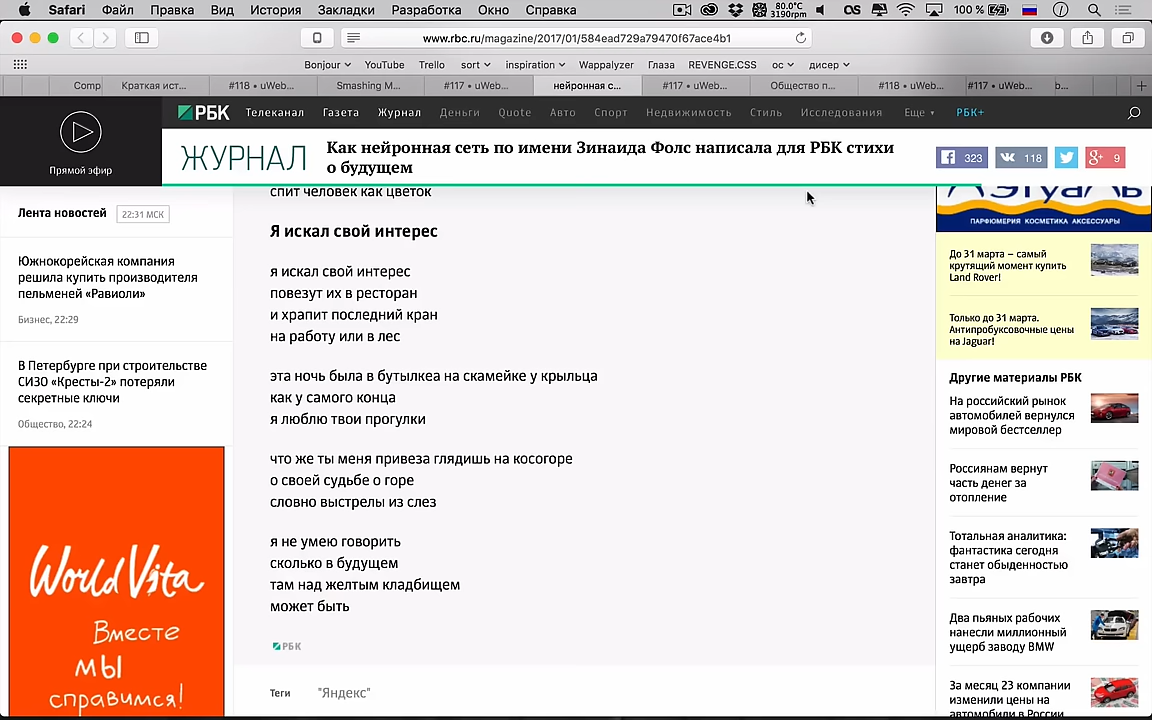 Safari Файл Правка Вид История Закладки Разработка Окно Справка
80.0°C
3190rpm
100 %
www.rbc.ru/magazine/2017/01/584ead729a79470f67ace4b1
Bonjour YouTube Trello sort inspiration Wappalyzer Глаза REVENGE.CSS ос дисер
Comp
Краткая ист...
#118 • uWeb...
Smashing M...
#117 • uWeb...
нейронная с...
#117 • uWeb...
Общество п...
#118 • uWeb...
#117 • uWeb...
b...
РБК Телеканал Газета Журнал Деньги Quote Авто Спорт Недвижимость Стиль Исследования Ещё РБК+
Прямой эфир
ЖУРНАЛ
Как нейронная сеть по имени Зинаида Фолс написала для РБК стихи
о будущем
323
118
g+ 9
Лента новостей 22:31 МСК
Южнокорейская компания
решила купить производителя
пельменей «Равиоли»
Бизнес, 22:29
В Петербурге при строительстве
СИЗО «Кресты-2» потеряли
секретные ключи
Общество, 22:24
World Vita
Вместе
мы
справимся!
спит человек как цветок
Я искал свой интерес
я искал свой интерес
повезут их в ресторан
и храпит последний кран
на работу или в лес
эта ночь была в бутылкеа на скамейке у крыльца
как у самого конца
я люблю твои прогулки
что же ты меня привеза глядишь на косогоре
о своей судьбе о горе
словно выстрелы из слез
я не умею говорить
сколько в будущем
там над желтым кладбищем
может быть
РБК
Теги "Яндекс"
ПАРФЮМЕРИЯ КОСМЕТИКА АКСЕССУАРЫ
До 31 марта – самый
крутящий момент купить
Land Rover!
Только до 31 марта.
Антипробуксовочные цены
на Jaguar!
Другие материалы РБК
На российский рынок
автомобилей вернулся
мировой бестселлер
Россиянам вернут
часть денег за
отопление
Тотальная аналитика:
фантастика сегодня
станет обыденностью
завтра
Два пьяных рабочих
нанесли миллионный
ущерб заводу BMW
За месяц 23 компании
изменили цены на
автомобили в России